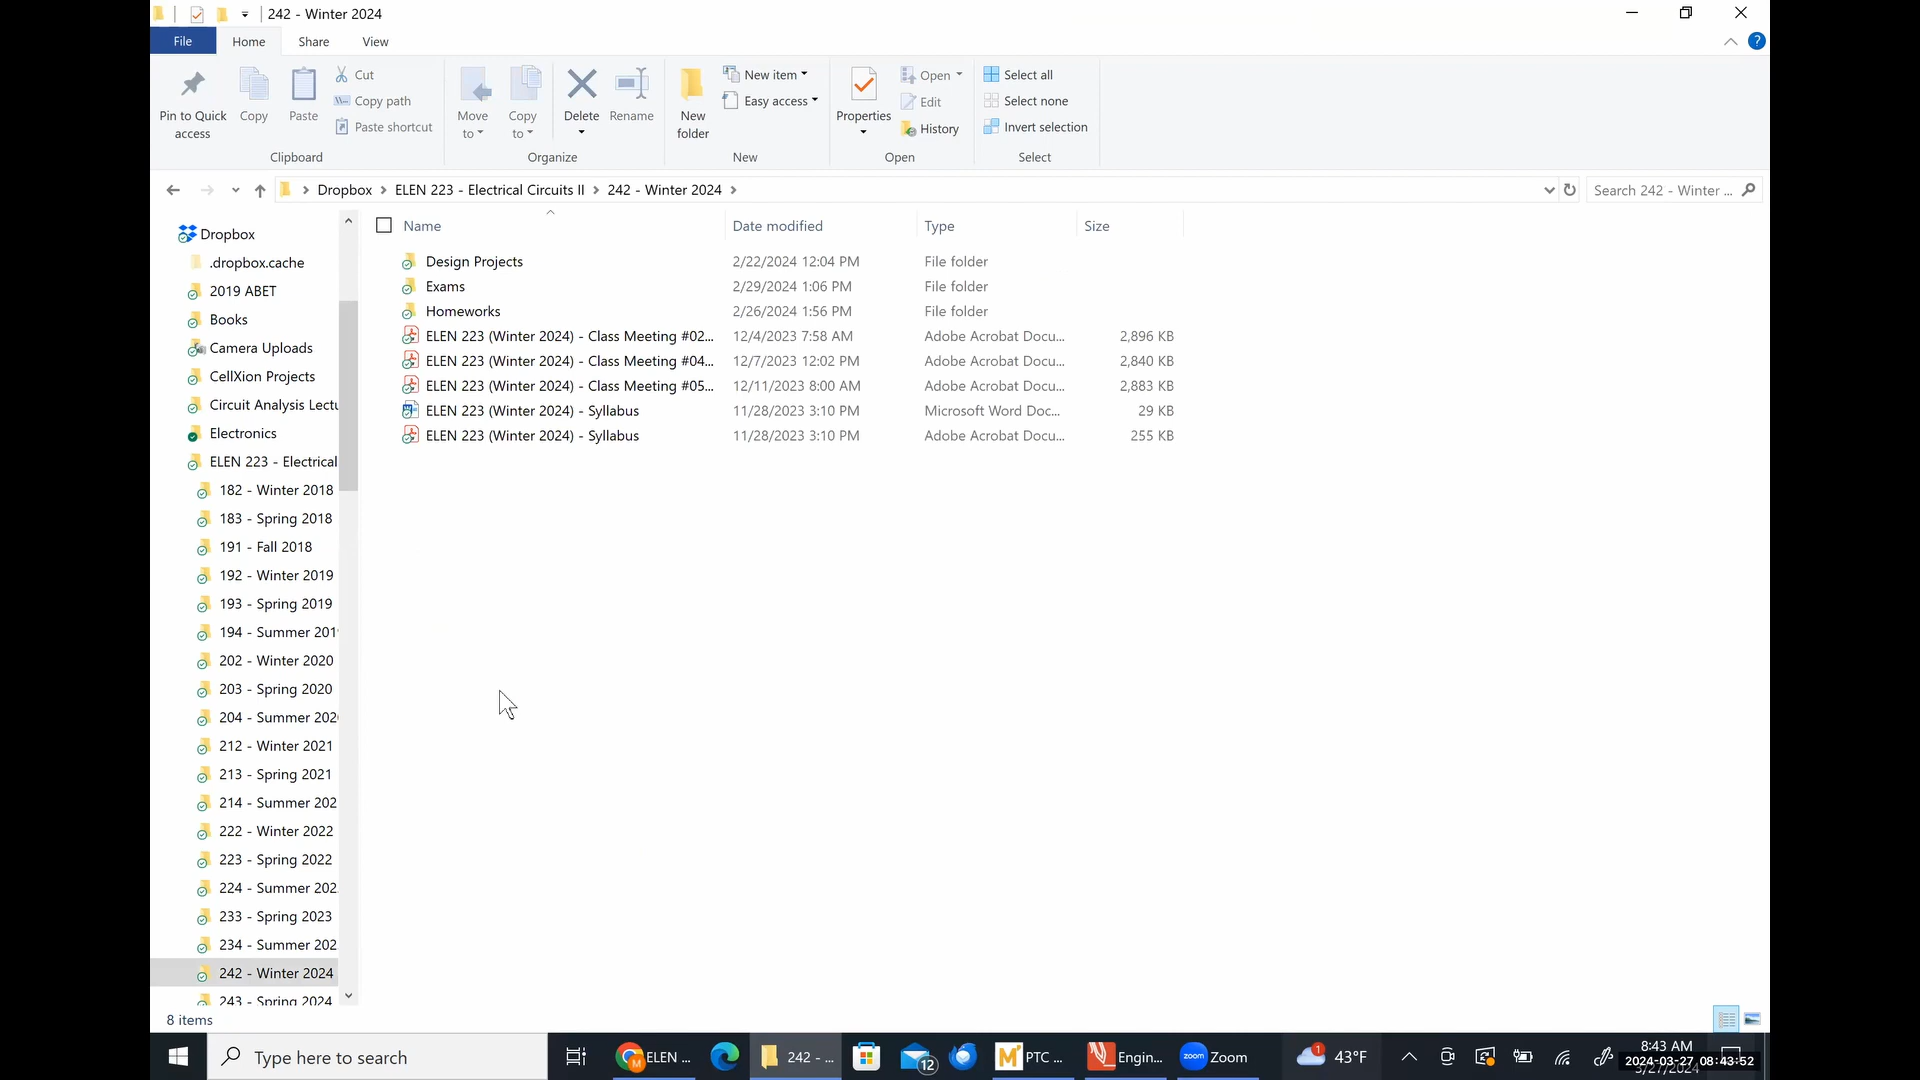 242 - Winter 2024
File Home Share View ?
Pin to Quick access
Copy
Paste
Cut
Copy path
Paste shortcut
Clipboard
Move to
Copy to
Delete
Rename
Organize
New folder
New item
Easy access
New
Properties
Open
Edit
History
Open
Select all
Select none
Invert selection
Select
Dropbox > ELEN 223 - Electrical Circuits II > 242 - Winter 2024 >
Search 242 - Winter ...
Dropbox
.dropbox.cache
2019 ABET
Books
Camera Uploads
CellXion Projects
Circuit Analysis Lectu
Electronics
ELEN 223 - Electrical
182 - Winter 2018
183 - Spring 2018
191 - Fall 2018
192 - Winter 2019
193 - Spring 2019
194 - Summer 201
202 - Winter 2020
203 - Spring 2020
204 - Summer 202
212 - Winter 2021
213 - Spring 2021
214 - Summer 202
222 - Winter 2022
223 - Spring 2022
224 - Summer 202
233 - Spring 2023
234 - Summer 202
242 - Winter 2024
243 - Spring 2024
Name Date modified Type Size
Design Projects 2/22/2024 12:04 PM File folder
Exams 2/29/2024 1:06 PM File folder
Homeworks 2/26/2024 1:56 PM File folder
ELEN 223 (Winter 2024) - Class Meeting #02... 12/4/2023 7:58 AM Adobe Acrobat Docu... 2,896 KB
ELEN 223 (Winter 2024) - Class Meeting #04... 12/7/2023 12:02 PM Adobe Acrobat Docu... 2,840 KB
ELEN 223 (Winter 2024) - Class Meeting #05... 12/11/2023 8:00 AM Adobe Acrobat Docu... 2,883 KB
ELEN 223 (Winter 2024) - Syllabus 11/28/2023 3:10 PM Microsoft Word Doc... 29 KB
ELEN 223 (Winter 2024) - Syllabus 11/28/2023 3:10 PM Adobe Acrobat Docu... 255 KB
8 items
Type here to search
ELEN ...
242 - ...
12
PTC ...
Engin...
zoom Zoom
1 43°F
8:43 AM
2024-03-27 08:43:52
3/27/2024